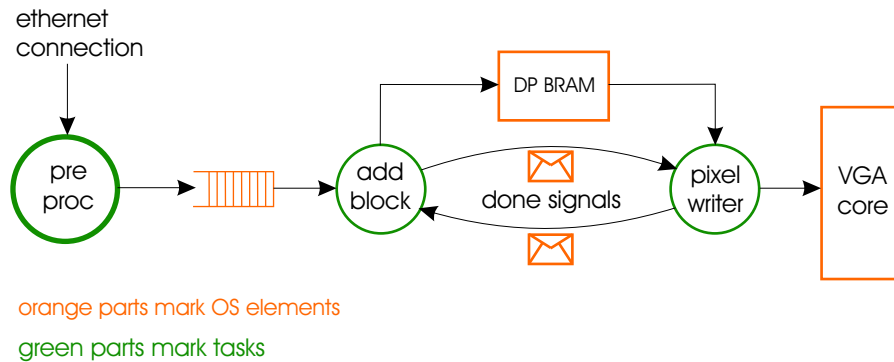 ethernet
connection
DP BRAM
pre
proc
add
block
done signals
pixel
writer
VGA
core
orange parts mark OS elements
green parts mark tasks